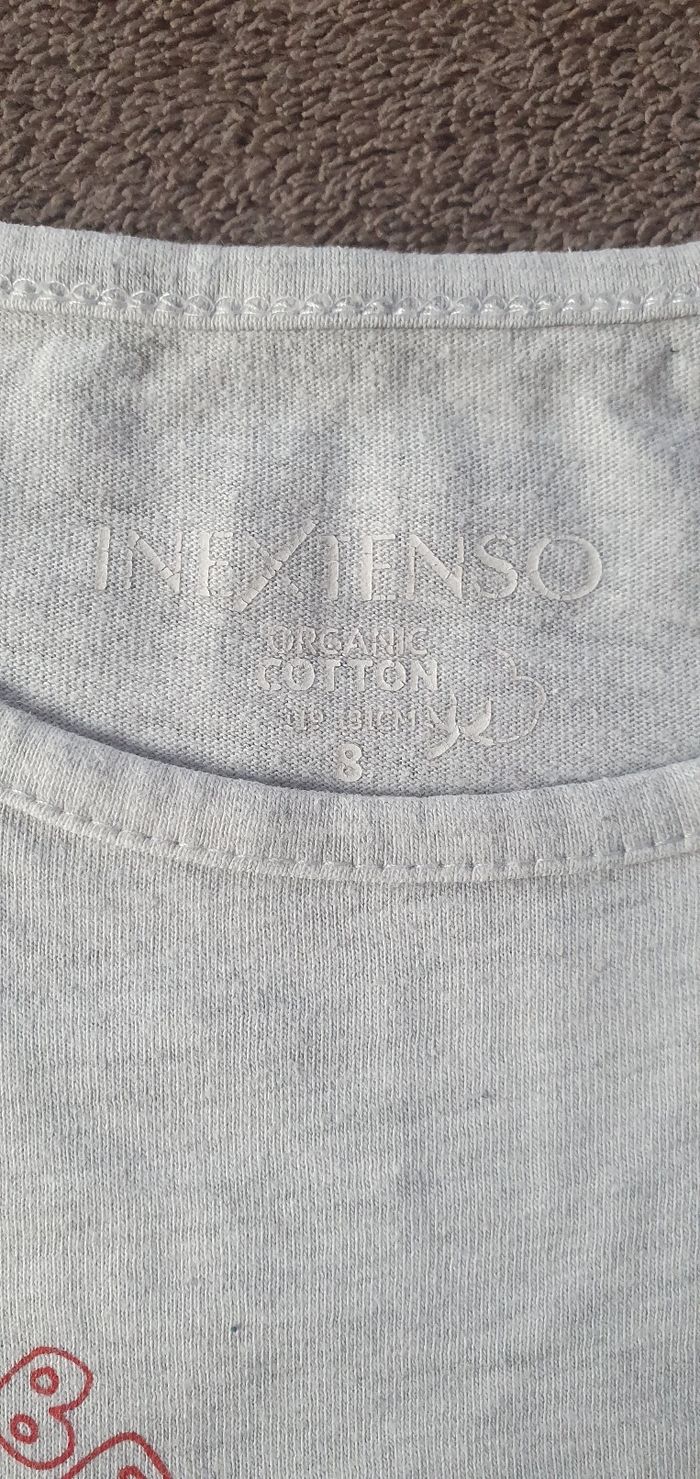 INEXTENSO
ORGANIC
COTTON
8